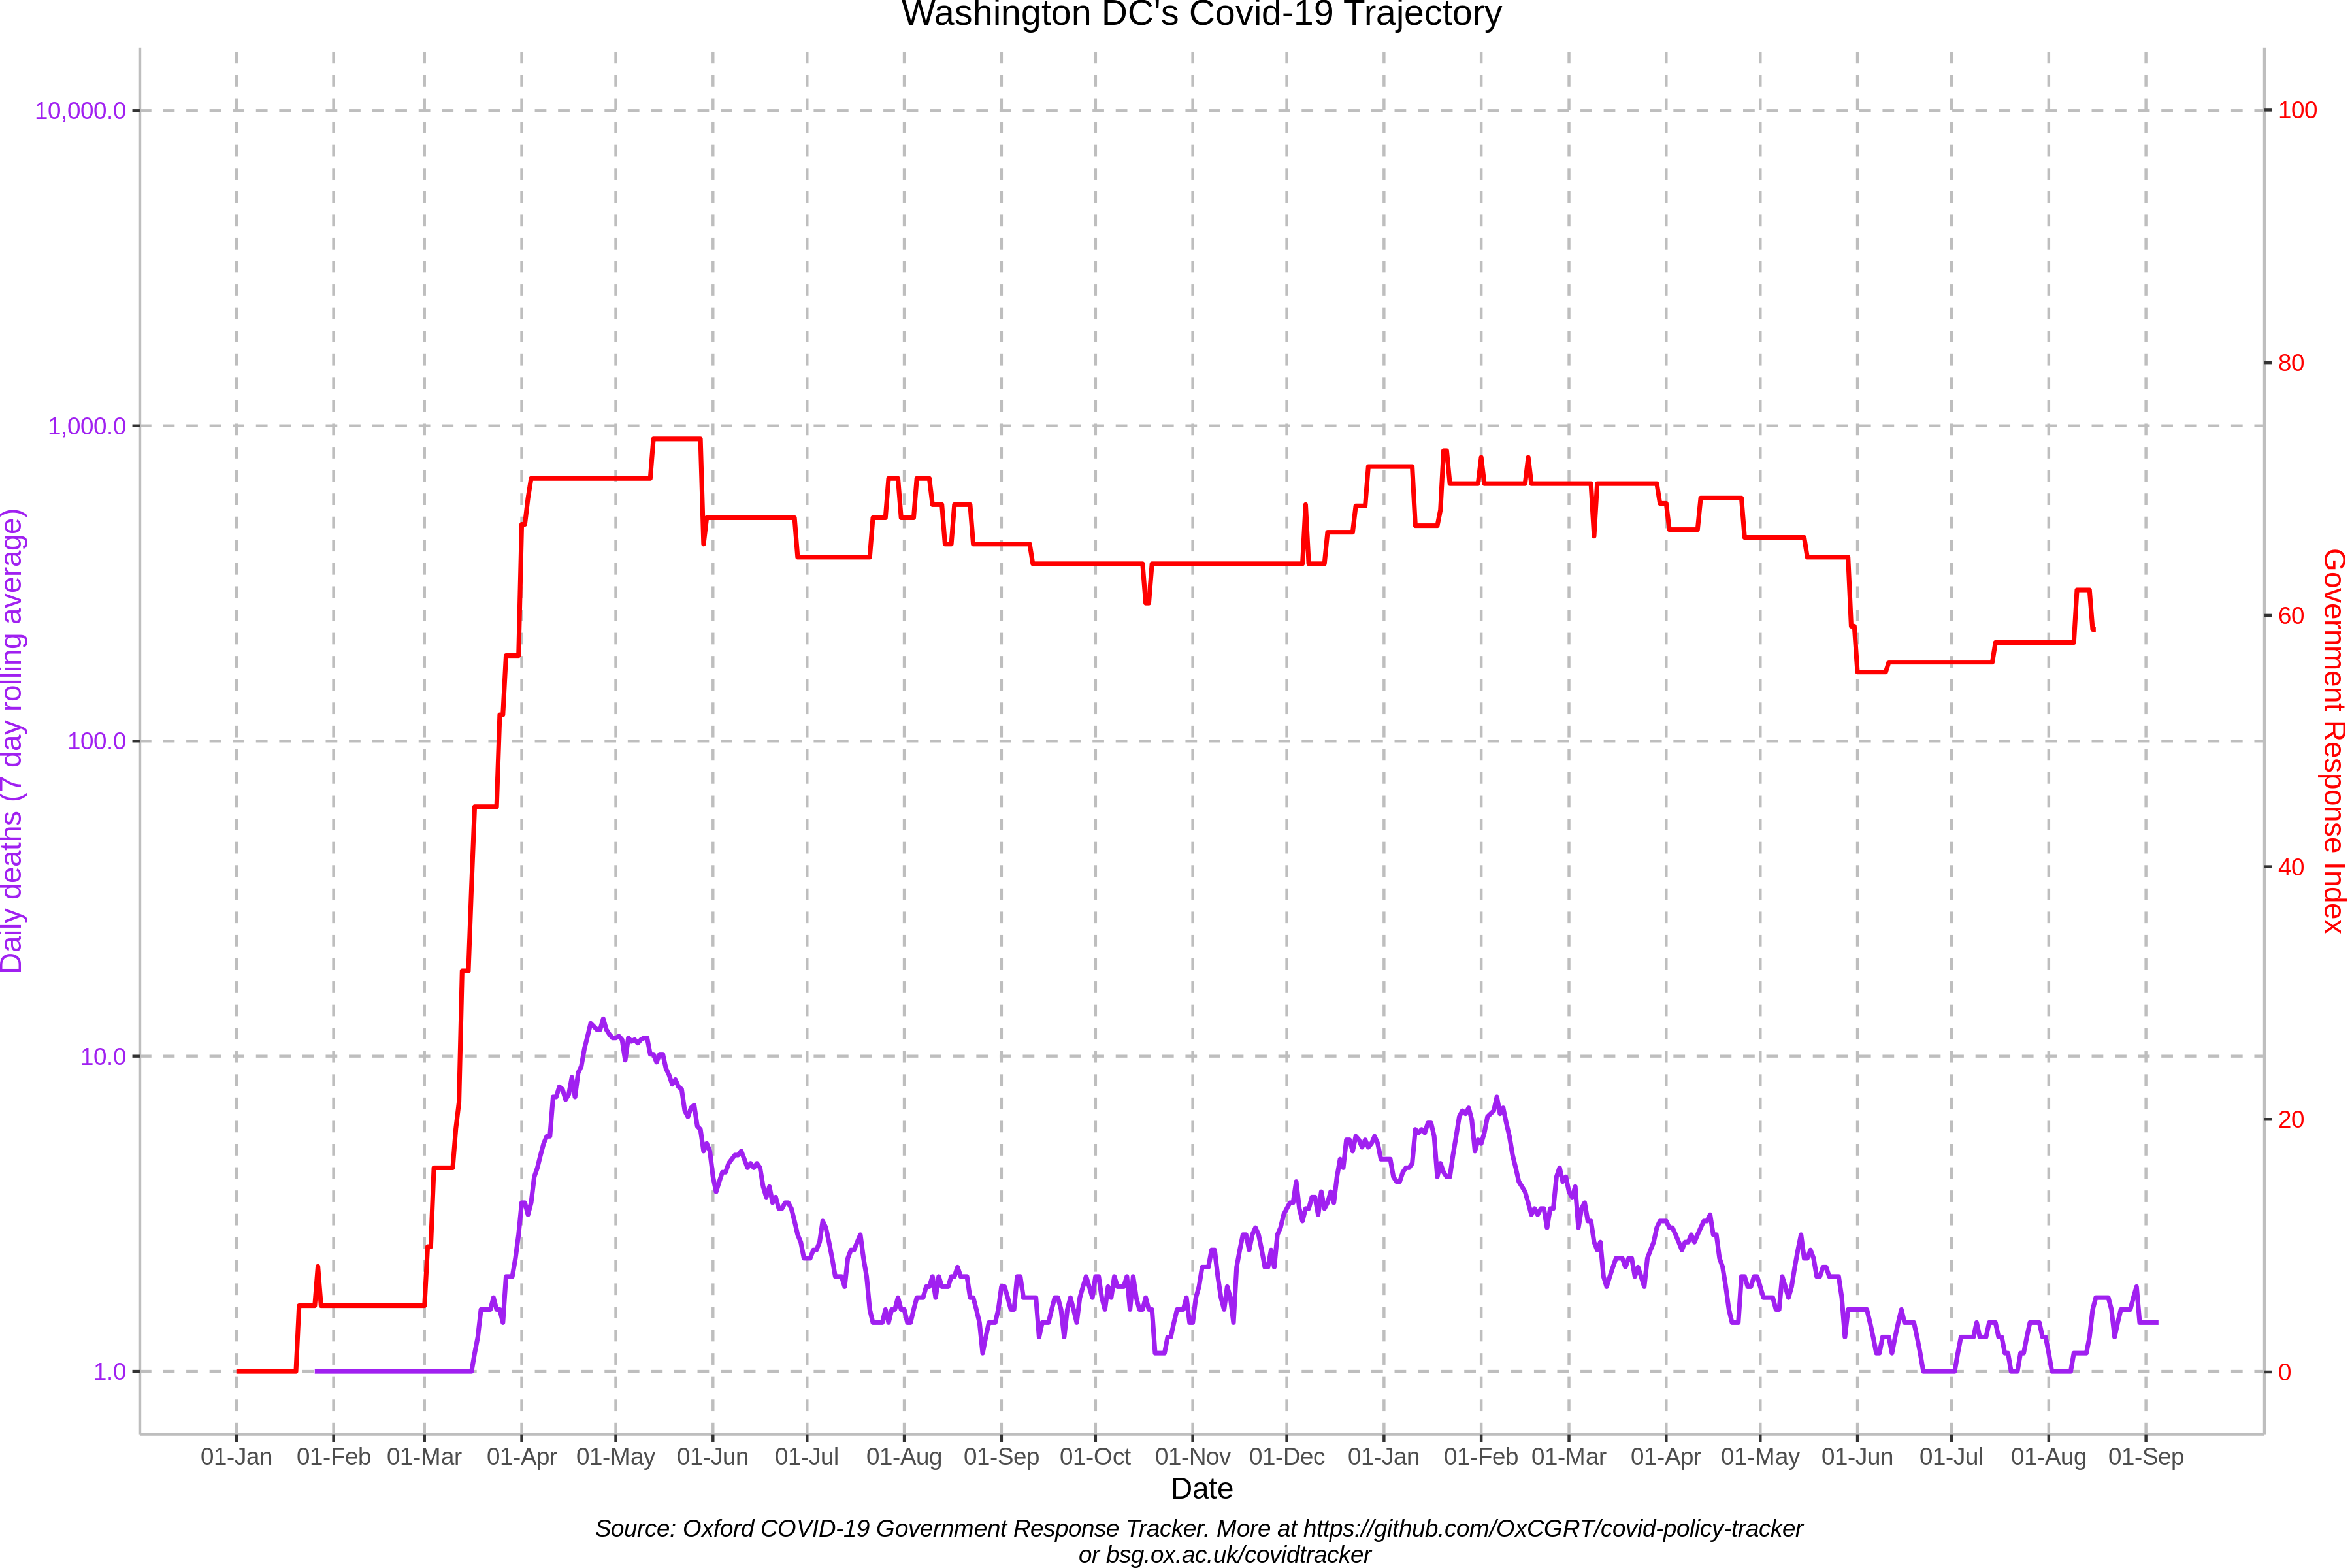 Washington DC's Covid-19 Trajectory
10,000.0
1,000.0
100.0
10.0
1.0
Daily deaths (7 day rolling average)
100
80
60
40
20
0
Government Response Index
01-Jan 01-Feb 01-Mar 01-Apr 01-May 01-Jun 01-Jul 01-Aug 01-Sep 01-Oct 01-Nov 01-Dec 01-Jan 01-Feb 01-Mar 01-Apr 01-May 01-Jun 01-Jul 01-Aug 01-Sep
Date
Source: Oxford COVID-19 Government Response Tracker. More at https://github.com/OxCGRT/covid-policy-tracker
or bsg.ox.ac.uk/covidtracker